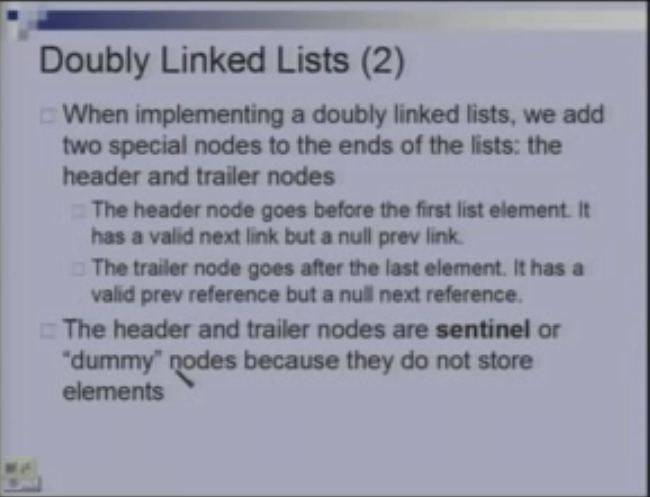 Doubly Linked Lists (2)
When implementing a doubly linked lists, we add
two special nodes to the ends of the lists: the
header and trailer nodes
The header node goes before the first list element. It
has a valid next link but a null prev link.
The trailer node goes after the last element. It has a
valid prev reference but a null next reference.
The header and trailer nodes are sentinel or
“dummy” nodes because they do not store
elements